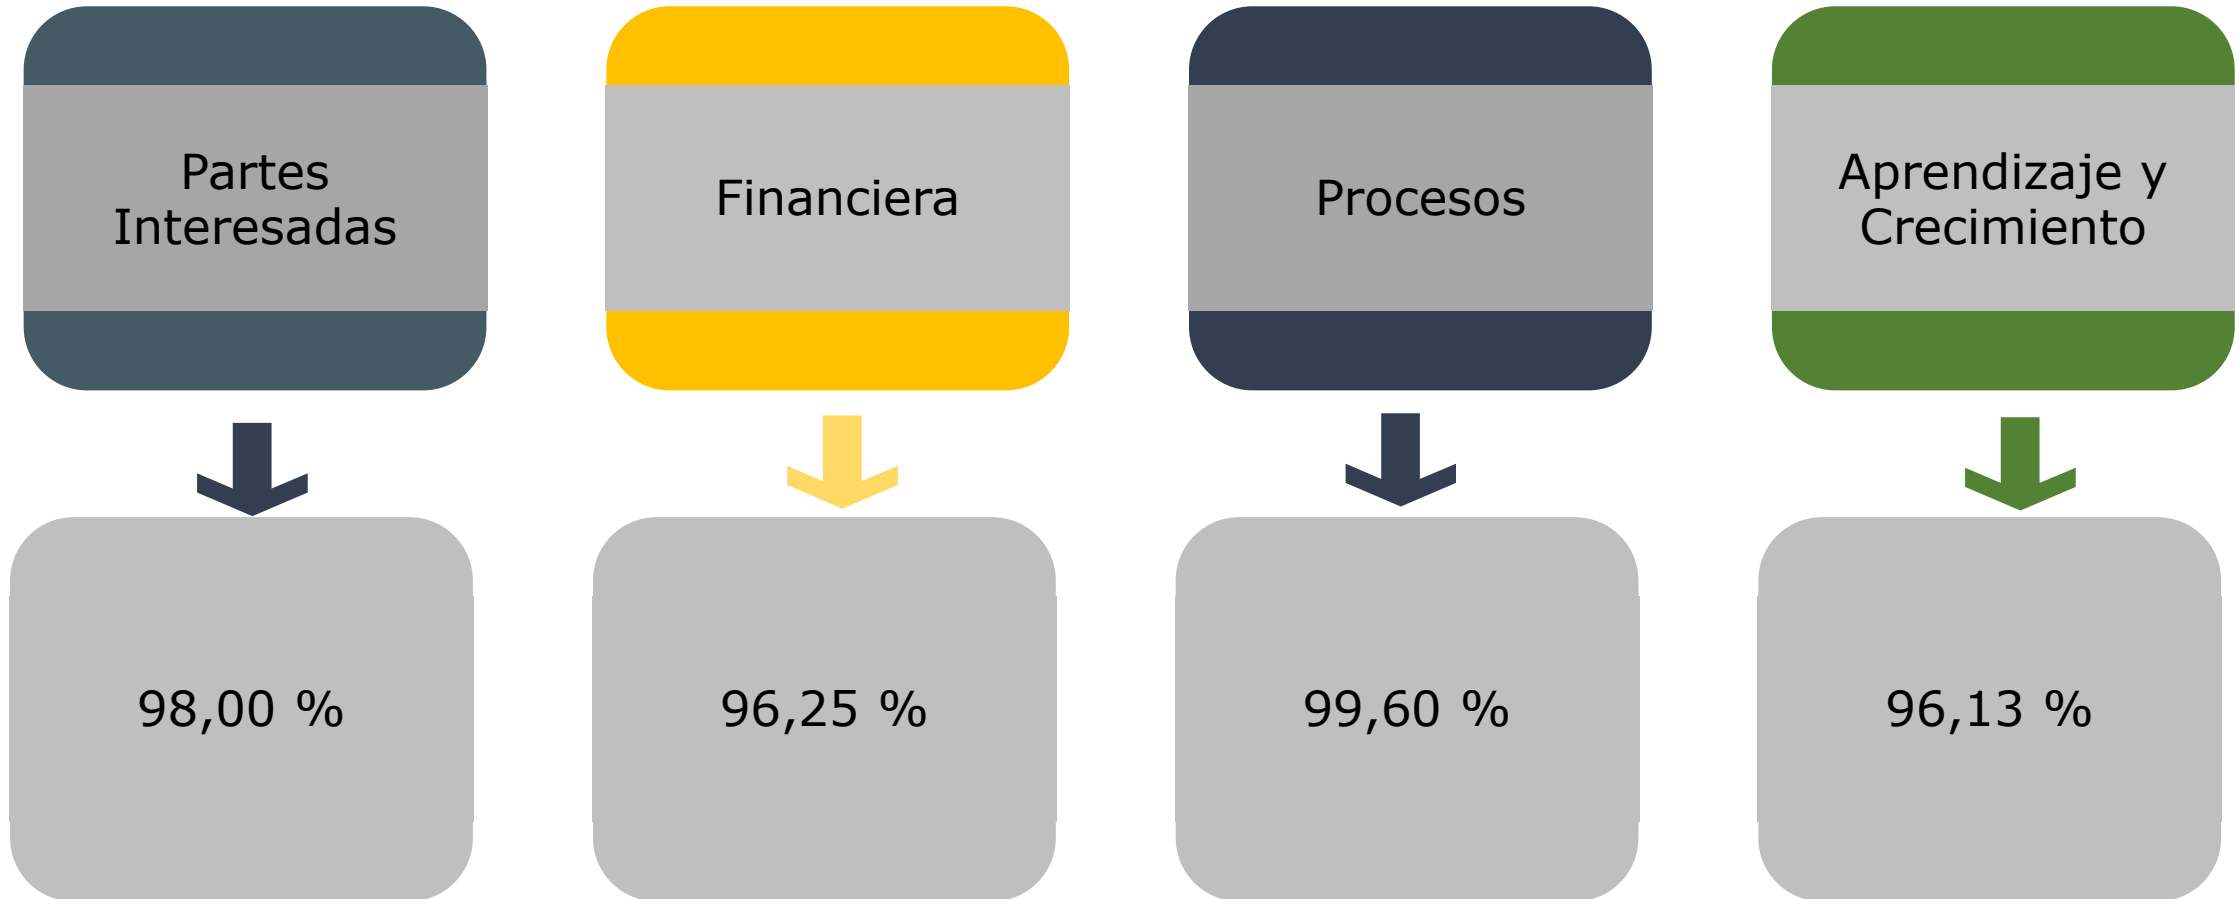 Partes
Interesadas
Financiera
Procesos
Aprendizaje y
Crecimiento
98,00 %
96,25 %
99,60 %
96,13 %